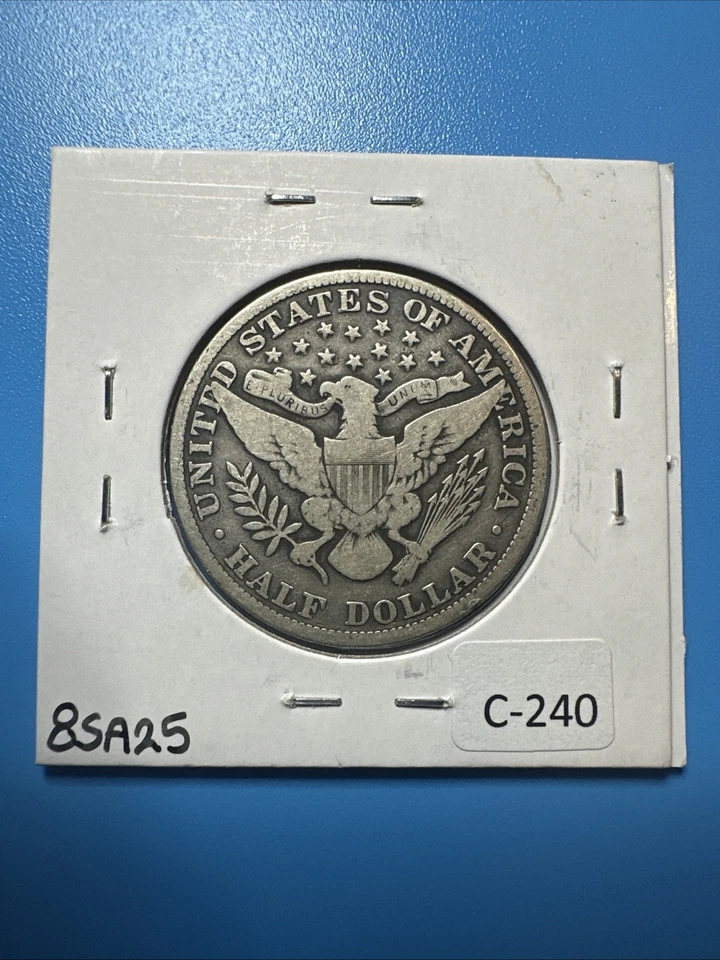 UNITED STATES OF AMERICA
E·PLURIBUS UNUM
· HALF DOLLAR ·
8SA25
C-240